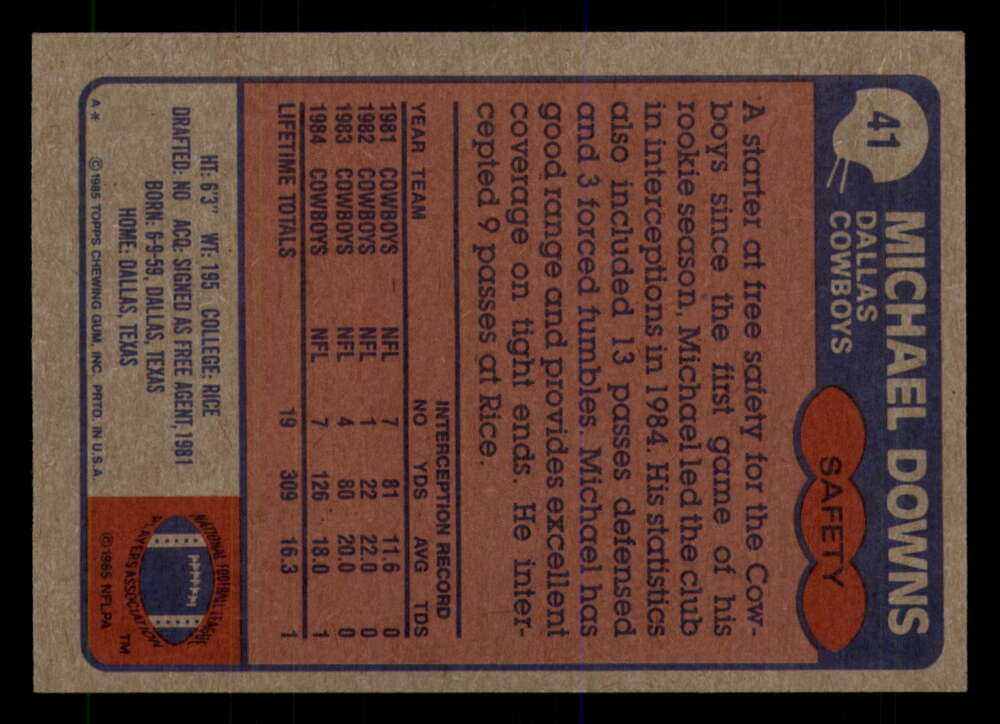 41
MICHAEL DOWNS
DALLAS
COWBOYS
SAFETY
A starter at free safety for the Cow-
boys since the first game of his
rookie season, Michael led the club
in interceptions in 1984. His statistics
also included 13 passes defensed
and 3 forced fumbles. Michael has
good range and provides excellent
coverage on tight ends. He inter-
cepted 9 passes at Rice.
INTERCEPTION RECORD
YEAR TEAM NO YDS AVG TDS
1981 COWBOYS NFL 7 81 11.6 0
1982 COWBOYS NFL 1 22 22.0 0
1983 COWBOYS NFL 4 80 20.0 0
1984 COWBOYS NFL 7 126 18.0 1
LIFETIME TOTALS 19 309 16.3 1
HT: 6'3" WT: 195 COLLEGE: RICE
DRAFTED: NO ACQ: SIGNED AS FREE AGENT, 1981
BORN: 6-9-59, DALLAS, TEXAS
HOME: DALLAS, TEXAS
A* © 1985 TOPPS CHEWING GUM, INC. PRTD. IN U.S.A.
NATIONAL FOOTBALL LEAGUE
PLAYERS ASSOCIATION
TM
© 1985 NFLPA